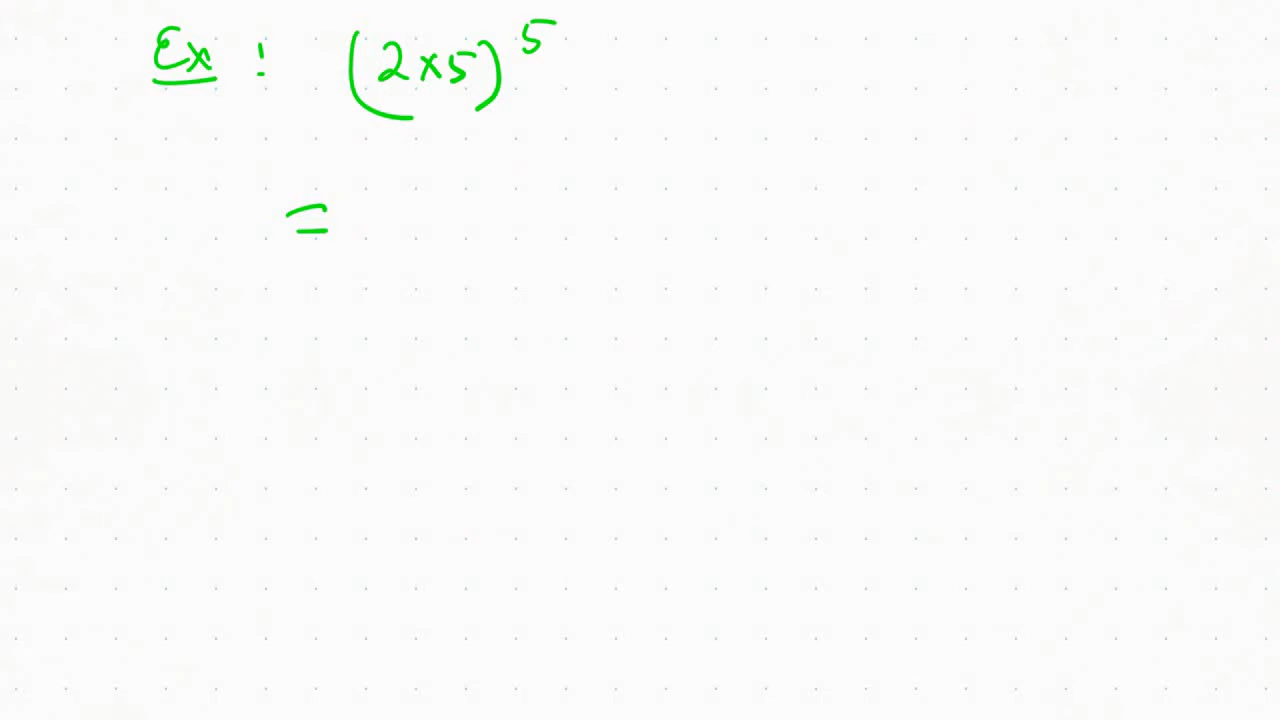 Ex : (2×5)⁵
=